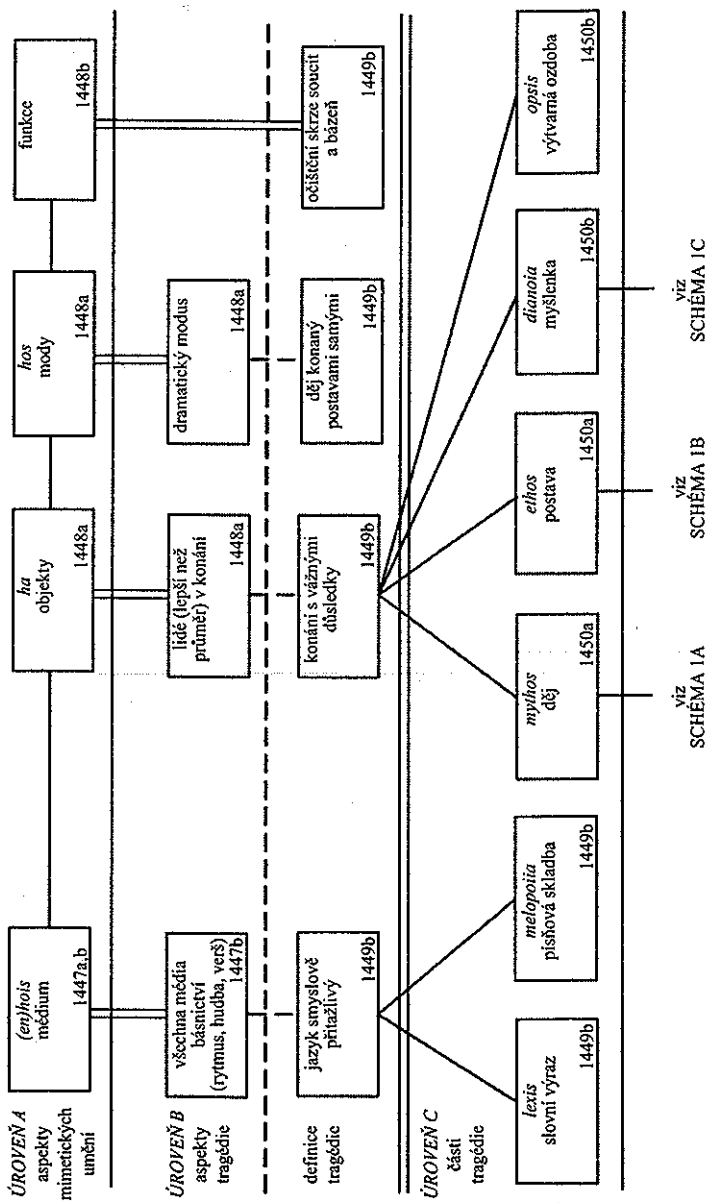 ÚROVEŇ A
aspekty
mimetických
umění
(en)hois
médium
1447a,b
ha
objekty
1448a
hos
mody
1448a
funkce
1448b
ÚROVEŇ B
aspekty
tragédie
všechna média
básnictví
(rytmus, hudba, verš)
1447b
lidé (lepší než
průměr) v konání
1448a
dramatický modus
1448a
definice
tragédie
jazyk smyslově
přitažlivý
1449b
konání s vážnými
důsledky
1449b
děj konaný
postavami samými
1449b
očištění skrze soucit
a bázeň
1449b
ÚROVEŇ C
části
tragédie
lexis
slovní výraz
1449b
melopoiia
písňová skladba
1449b
mythos
děj
1450a
ethos
postava
1450a
dianoia
myšlenka
1450b
opsis
výtvarná ozdoba
1450b
viz
SCHÉMA 1A
viz
SCHÉMA 1B
viz
SCHÉMA 1C